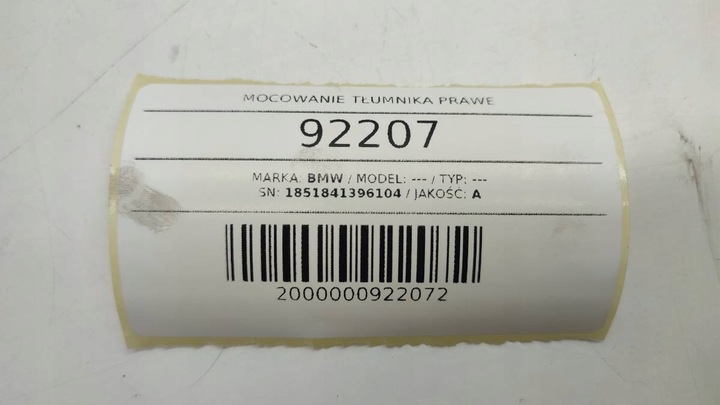 MOCOWANIE TŁUMNIKA PRAWE
92207
MARKA: BMW / MODEL: --- / TYP: ---
SN: 1851841396104 / JAKOŚĆ: A
2000000922072